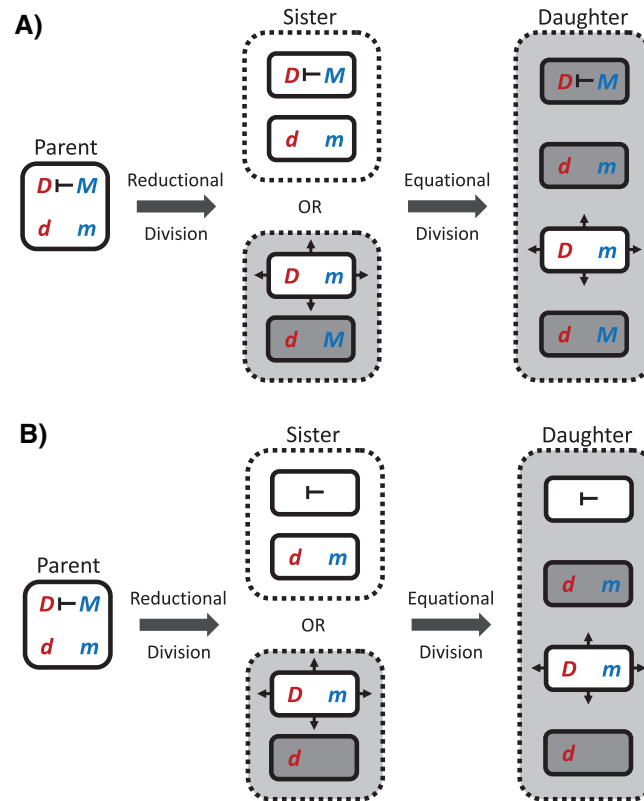 A)
Sister
Daughter
D M
D M
Parent
d m
d m
D M
Reductional
Equational
OR
Division
Division
d m
D m
D m
d M
d M
B)
Sister
Daughter
Parent
d m
d m
D M
Reductional
Equational
OR
Division
Division
d m
D m
D m
d
d